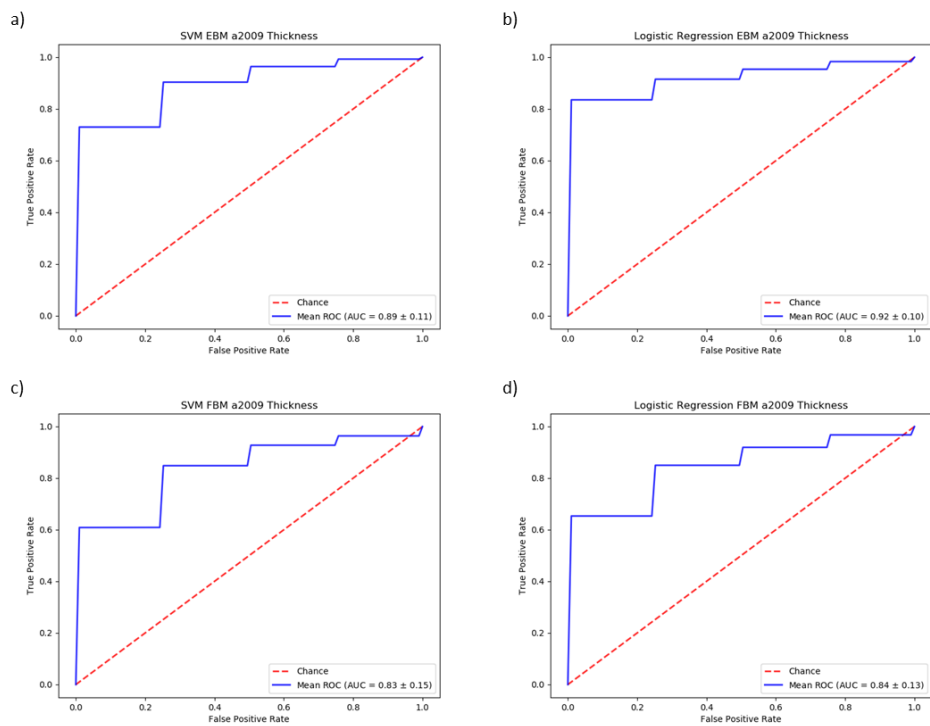 a)
SVM EBM a2009 Thickness
1.0
0.8
0.6
0.4
0.2
0.0
True Positive Rate
0.0 0.2 0.4 0.6 0.8 1.0
False Positive Rate
Chance
Mean ROC (AUC = 0.89 ± 0.11)
b)
Logistic Regression EBM a2009 Thickness
1.0
0.8
0.6
0.4
0.2
0.0
True Positive Rate
0.0 0.2 0.4 0.6 0.8 1.0
False Positive Rate
Chance
Mean ROC (AUC = 0.92 ± 0.10)
c)
SVM FBM a2009 Thickness
1.0
0.8
0.6
0.4
0.2
0.0
True Positive Rate
0.0 0.2 0.4 0.6 0.8 1.0
False Positive Rate
Chance
Mean ROC (AUC = 0.83 ± 0.15)
d)
Logistic Regression FBM a2009 Thickness
1.0
0.8
0.6
0.4
0.2
0.0
True Positive Rate
0.0 0.2 0.4 0.6 0.8 1.0
False Positive Rate
Chance
Mean ROC (AUC = 0.84 ± 0.13)